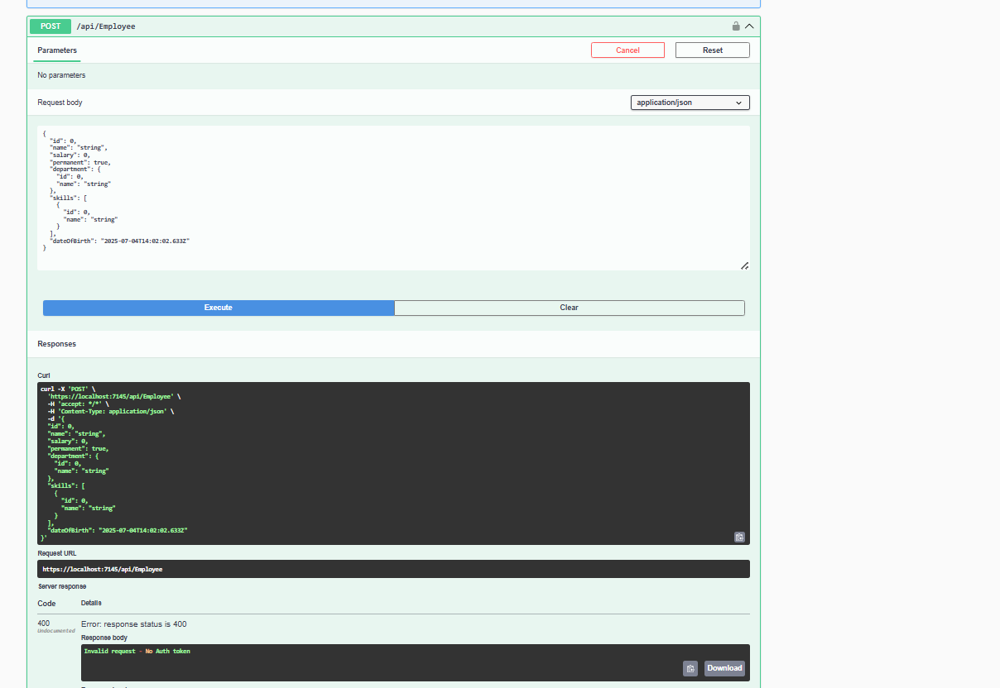 POST /api/Employee
Parameters
Cancel
Reset
No parameters
Request body
application/json
{
  "id": 0,
  "name": "string",
  "salary": 0,
  "permanent": true,
  "department": {
    "id": 0,
    "name": "string"
  },
  "skills": [
    {
      "id": 0,
      "name": "string"
    }
  ],
  "dateOfBirth": "2025-07-04T14:02:02.633Z"
}
Execute
Clear
Responses
Curl
curl -X 'POST' \
  'https://localhost:7145/api/Employee' \
  -H 'accept: */*' \
  -H 'Content-Type: application/json' \
  -d '{
  "id": 0,
  "name": "string",
  "salary": 0,
  "permanent": true,
  "department": {
    "id": 0,
    "name": "string"
  },
  "skills": [
    {
      "id": 0,
      "name": "string"
    }
  ],
  "dateOfBirth": "2025-07-04T14:02:02.633Z"
}'
Request URL
https://localhost:7145/api/Employee
Server response
Code
Details
400
Undocumented
Error: response status is 400
Response body
Invalid request - No Auth token
Download